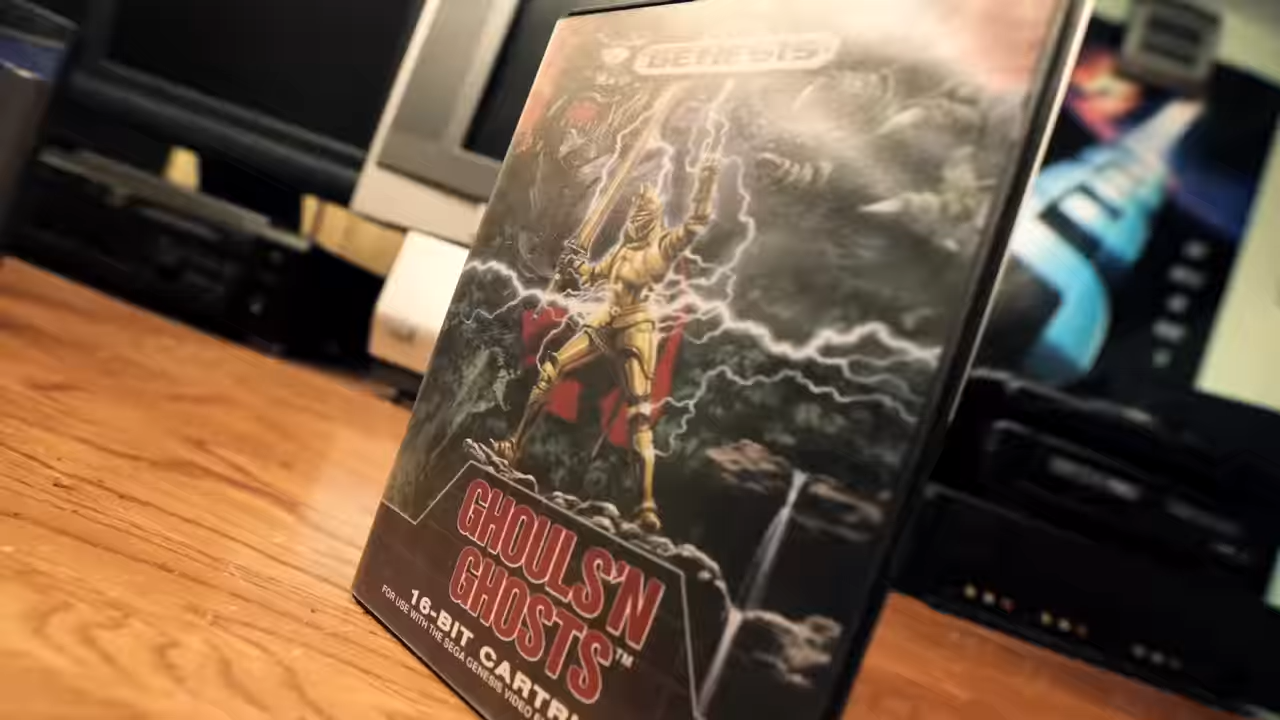 GENESIS
GHOULS'N
GHOSTS™
16-BIT CARTRI
FOR USE WITH THE SEGA GENESIS VIDEO E